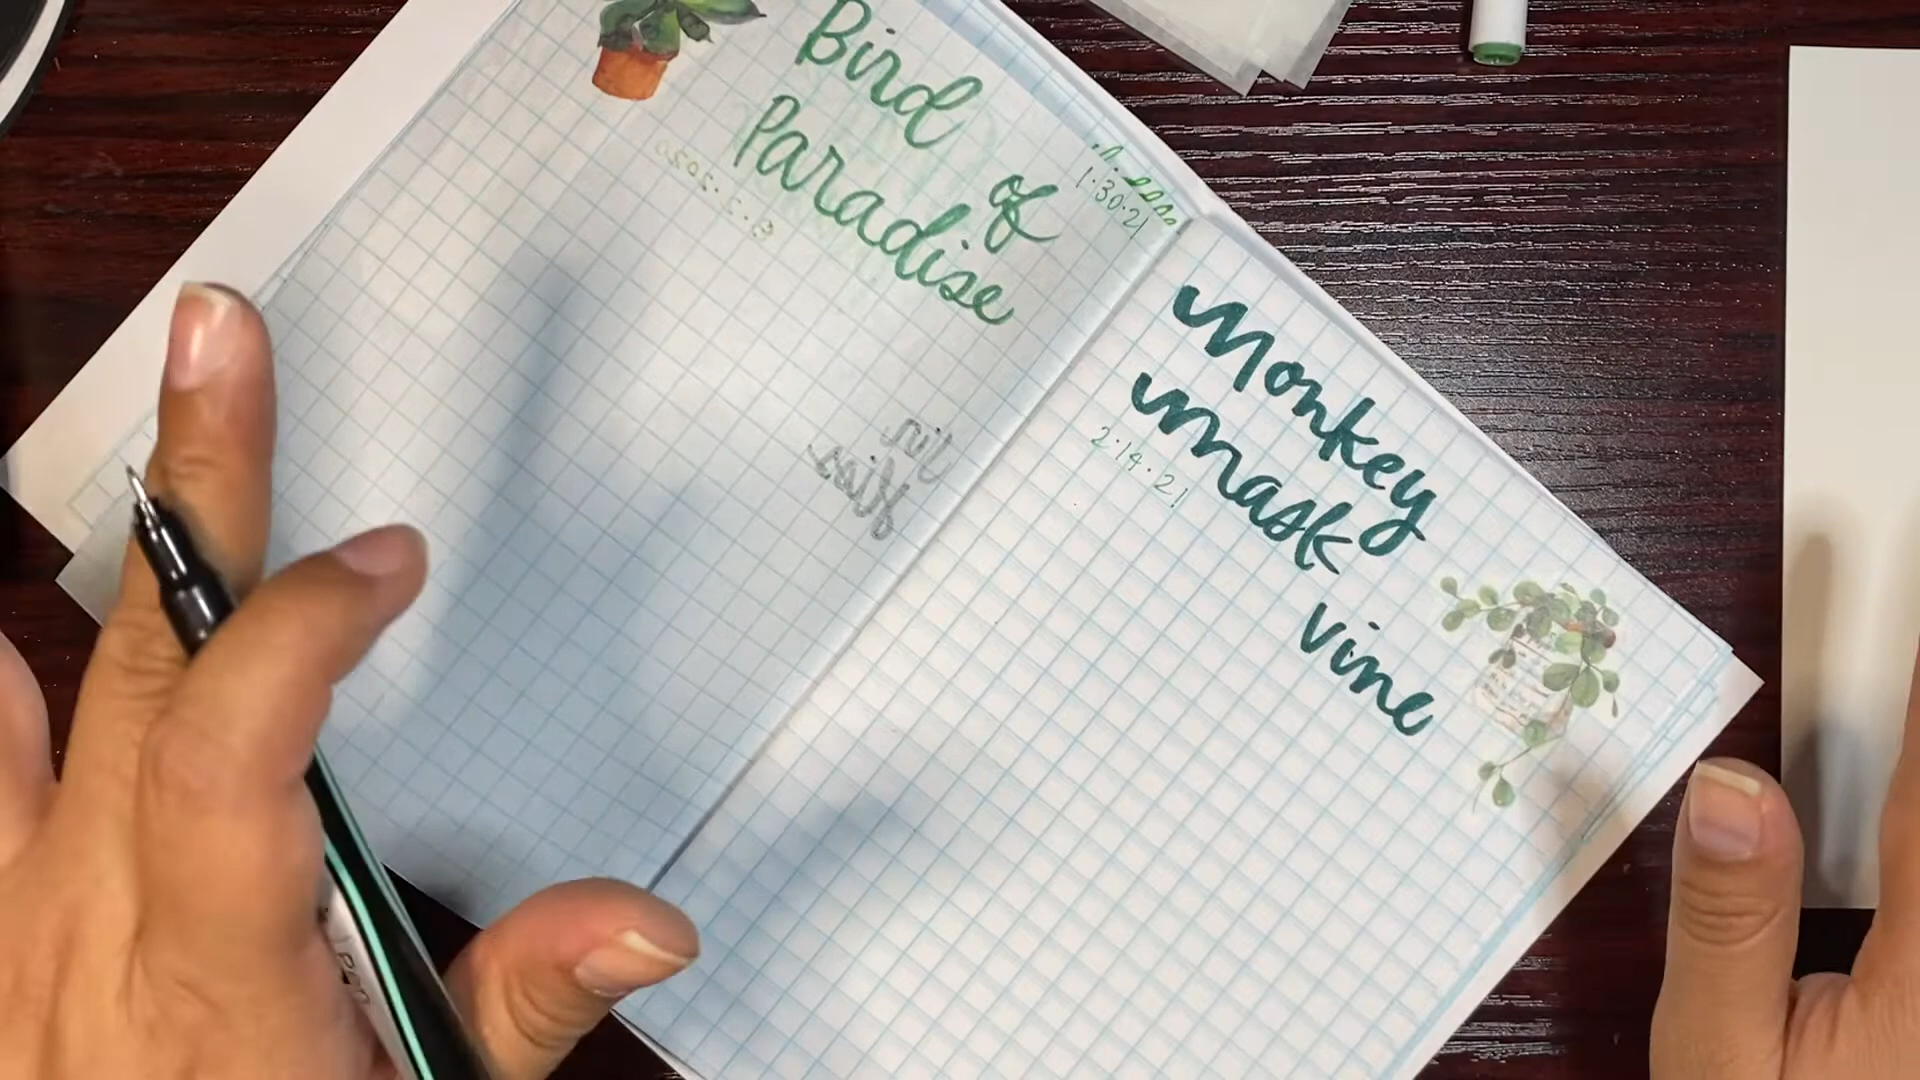 Bird
of
Paradise
1.30.21
Monkey
mask
vine
2.14.21